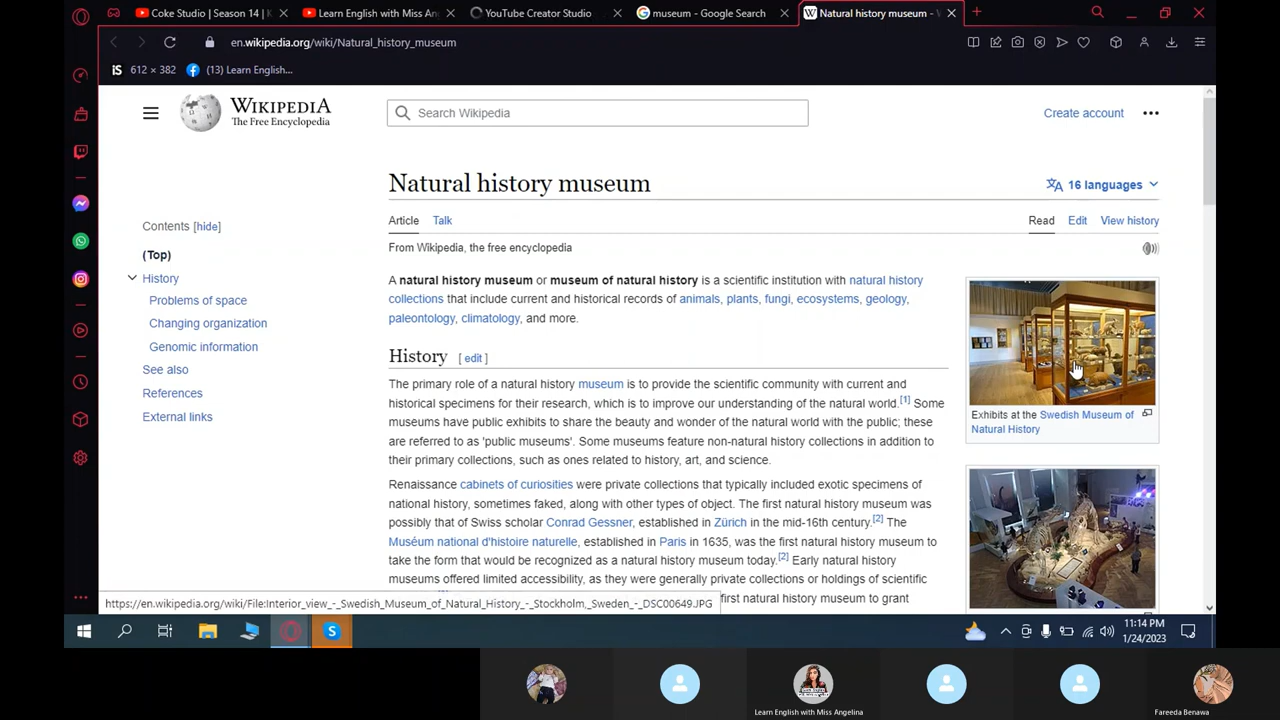 Coke Studio | Season 14 |
Learn English with Miss An
YouTube Creator Studio
museum - Google Search
Natural history museum -
en.wikipedia.org/wiki/Natural_history_museum
iS 612 × 382 (13) Learn English...
WIKIPEDIA
The Free Encyclopedia
Search Wikipedia
Create account
Natural history museum
16 languages
Contents [hide]
(Top)
History
Problems of space
Changing organization
Genomic information
See also
References
External links
Article Talk
Read Edit View history
From Wikipedia, the free encyclopedia
A natural history museum or museum of natural history is a scientific institution with natural history
collections that include current and historical records of animals, plants, fungi, ecosystems, geology,
paleontology, climatology, and more.
History [ edit ]
The primary role of a natural history museum is to provide the scientific community with current and
historical specimens for their research, which is to improve our understanding of the natural world.[1] Some
museums have public exhibits to share the beauty and wonder of the natural world with the public; these
are referred to as 'public museums'. Some museums feature non-natural history collections in addition to
their primary collections, such as ones related to history, art, and science.
Renaissance cabinets of curiosities were private collections that typically included exotic specimens of
national history, sometimes faked, along with other types of object. The first natural history museum was
possibly that of Swiss scholar Conrad Gessner, established in Zürich in the mid-16th century.[2] The
Muséum national d'histoire naturelle, established in Paris in 1635, was the first natural history museum to
take the form that would be recognized as a natural history museum today.[2] Early natural history
museums offered limited accessibility, as they were generally private collections or holdings of scientific
first natural history museum to grant
Exhibits at the Swedish Museum of
Natural History
https://en.wikipedia.org/wiki/File:Interior_view_-_Swedish_Museum_of_Natural_History_-_Stockholm,_Sweden_-_DSC00649.JPG
11:14 PM
1/24/2023
Learn English with Miss Angelina
Fareeda Benawa